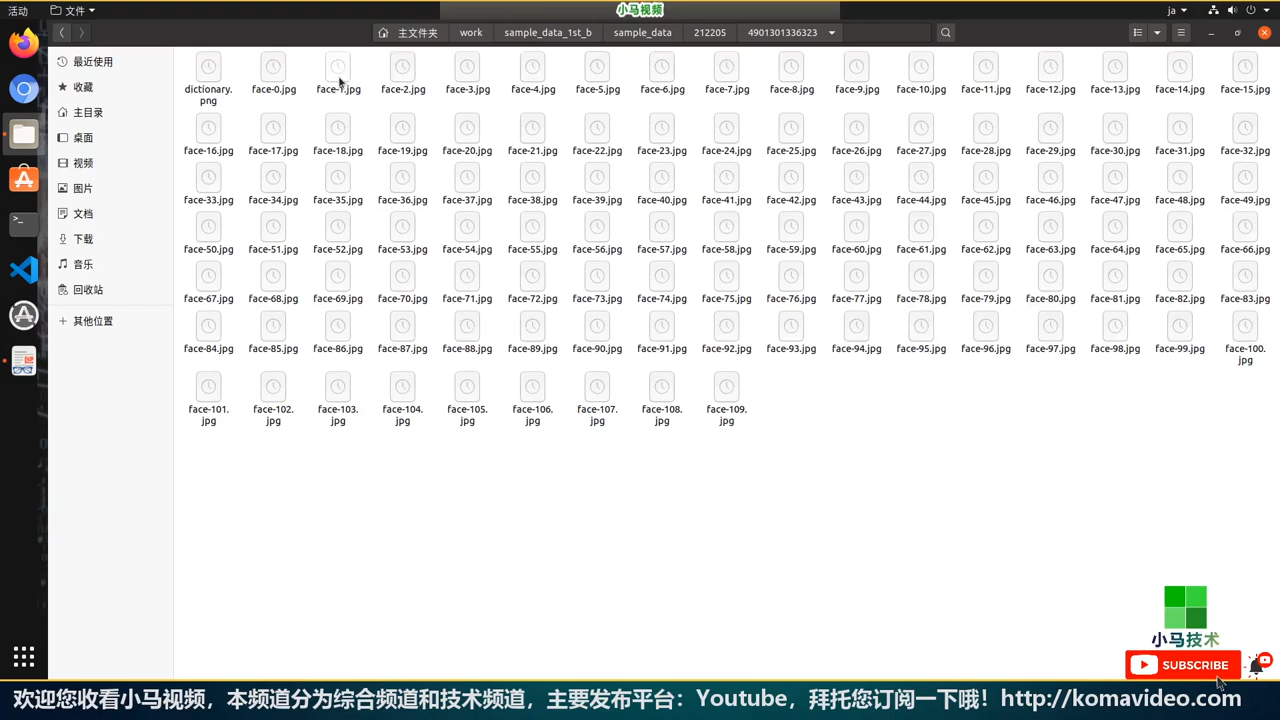 活动
文件
小马视频
ja
主文件夹
work
sample_data_1st_b
sample_data
212205
4901301336323
最近使用
收藏
主目录
桌面
视频
图片
文档
下载
音乐
回收站
其他位置
dictionary.
png
face-0.jpg
face-1.jpg
face-2.jpg
face-3.jpg
face-4.jpg
face-5.jpg
face-6.jpg
face-7.jpg
face-8.jpg
face-9.jpg
face-10.jpg
face-11.jpg
face-12.jpg
face-13.jpg
face-14.jpg
face-15.jpg
face-16.jpg
face-17.jpg
face-18.jpg
face-19.jpg
face-20.jpg
face-21.jpg
face-22.jpg
face-23.jpg
face-24.jpg
face-25.jpg
face-26.jpg
face-27.jpg
face-28.jpg
face-29.jpg
face-30.jpg
face-31.jpg
face-32.jpg
face-33.jpg
face-34.jpg
face-35.jpg
face-36.jpg
face-37.jpg
face-38.jpg
face-39.jpg
face-40.jpg
face-41.jpg
face-42.jpg
face-43.jpg
face-44.jpg
face-45.jpg
face-46.jpg
face-47.jpg
face-48.jpg
face-49.jpg
face-50.jpg
face-51.jpg
face-52.jpg
face-53.jpg
face-54.jpg
face-55.jpg
face-56.jpg
face-57.jpg
face-58.jpg
face-59.jpg
face-60.jpg
face-61.jpg
face-62.jpg
face-63.jpg
face-64.jpg
face-65.jpg
face-66.jpg
face-67.jpg
face-68.jpg
face-69.jpg
face-70.jpg
face-71.jpg
face-72.jpg
face-73.jpg
face-74.jpg
face-75.jpg
face-76.jpg
face-77.jpg
face-78.jpg
face-79.jpg
face-80.jpg
face-81.jpg
face-82.jpg
face-83.jpg
face-84.jpg
face-85.jpg
face-86.jpg
face-87.jpg
face-88.jpg
face-89.jpg
face-90.jpg
face-91.jpg
face-92.jpg
face-93.jpg
face-94.jpg
face-95.jpg
face-96.jpg
face-97.jpg
face-98.jpg
face-99.jpg
face-100.
jpg
face-101.
jpg
face-102.
jpg
face-103.
jpg
face-104.
jpg
face-105.
jpg
face-106.
jpg
face-107.
jpg
face-108.
jpg
face-109.
jpg
小马技术
SUBSCRIBE
欢迎您收看小马视频，本频道分为综合频道和技术频道，主要发布平台：Youtube，拜托您订阅一下哦！http://komavideo.com